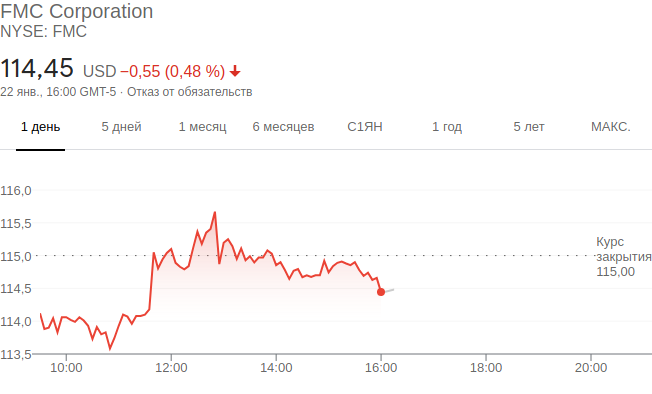 FMC Corporation
NYSE: FMC
114,45 USD −0,55 (0,48 %)
22 янв., 16:00 GMT-5 · Отказ от обязательств
1 день 5 дней 1 месяц 6 месяцев С1ЯН 1 год 5 лет МАКС.
116,0
115,5
Курс
115,0 закрытия
115,00
114,5
114,0
113,5
10:00 12:00 14:00 16:00 18:00 20:00